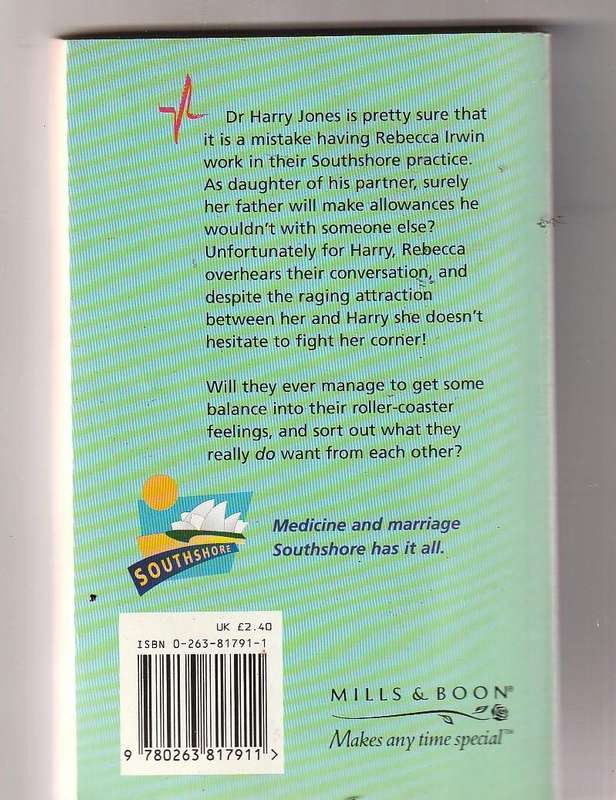 Dr Harry Jones is pretty sure that
it is a mistake having Rebecca Irwin
work in their Southshore practice.
As daughter of his partner, surely
her father will make allowances he
wouldn't with someone else?
Unfortunately for Harry, Rebecca
overhears their conversation, and
despite the raging attraction
between her and Harry she doesn't
hesitate to fight her corner!
Will they ever manage to get some
balance into their roller-coaster
feelings, and sort out what they
really do want from each other?
SOUTHSHORE
Medicine and marriage
Southshore has it all.
UK £2.40
ISBN 0-263-81791-1
9 780263 817911 >
MILLS & BOON®
Makes any time special™